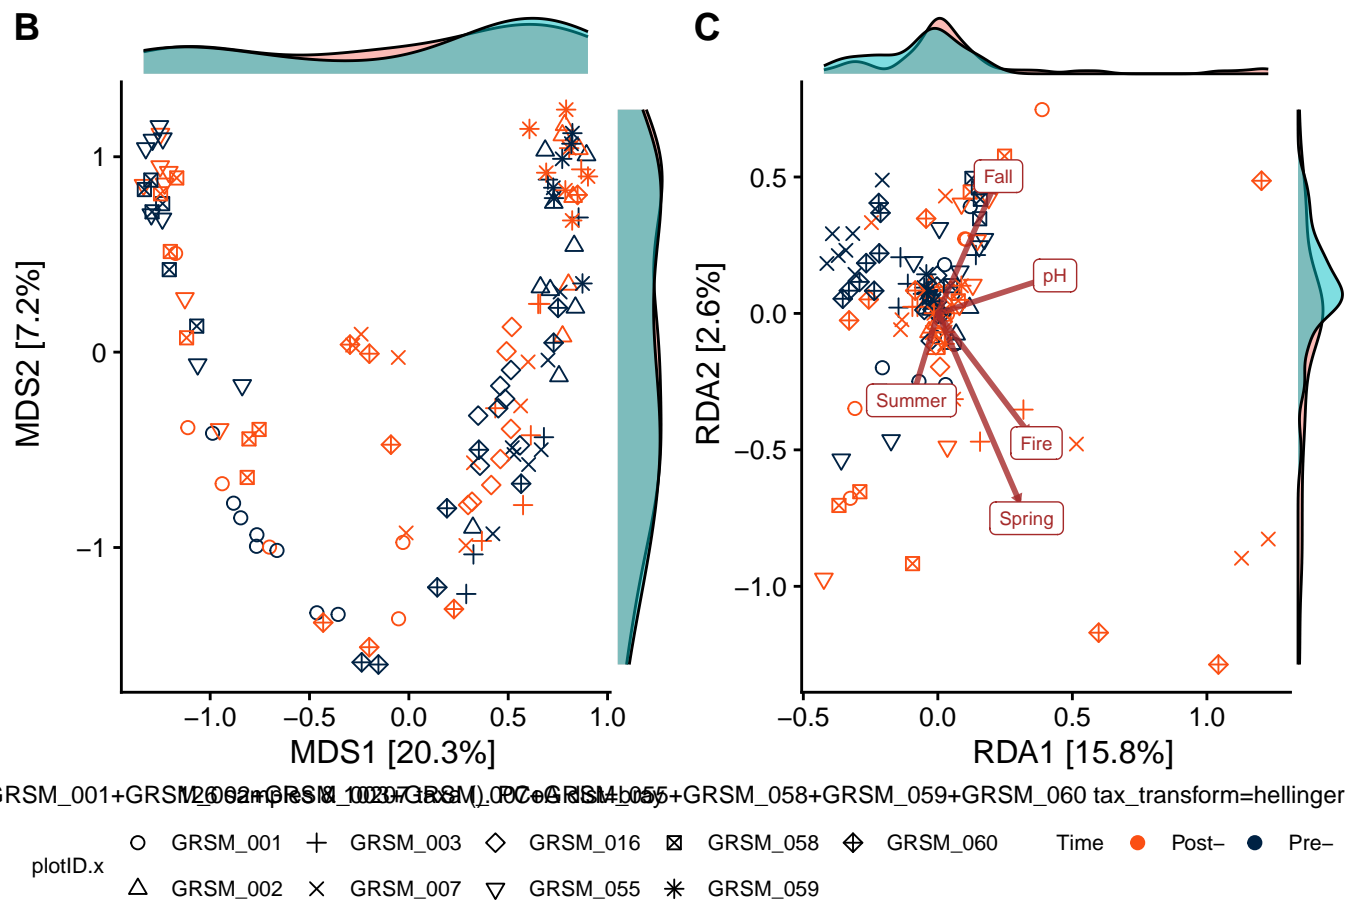 B
C
1
0
−1
MDS2 [7.2%]
−1.0 −0.5 0.0 0.5 1.0
MDS1 [20.3%]
0.5
0.0
−0.5
−1.0
RDA2 [2.6%]
Fall
pH
Summer
Fire
Spring
−0.5 0.0 0.5 1.0
RDA1 [15.8%]
+GRSM_055+GRSM_058+GRSM_059+GRSM_060 tax_transform=hellinger
plotID.x
GRSM_001 GRSM_003 GRSM_016 GRSM_058 GRSM_060
GRSM_002 GRSM_007 GRSM_055 GRSM_059
Time Post− Pre−